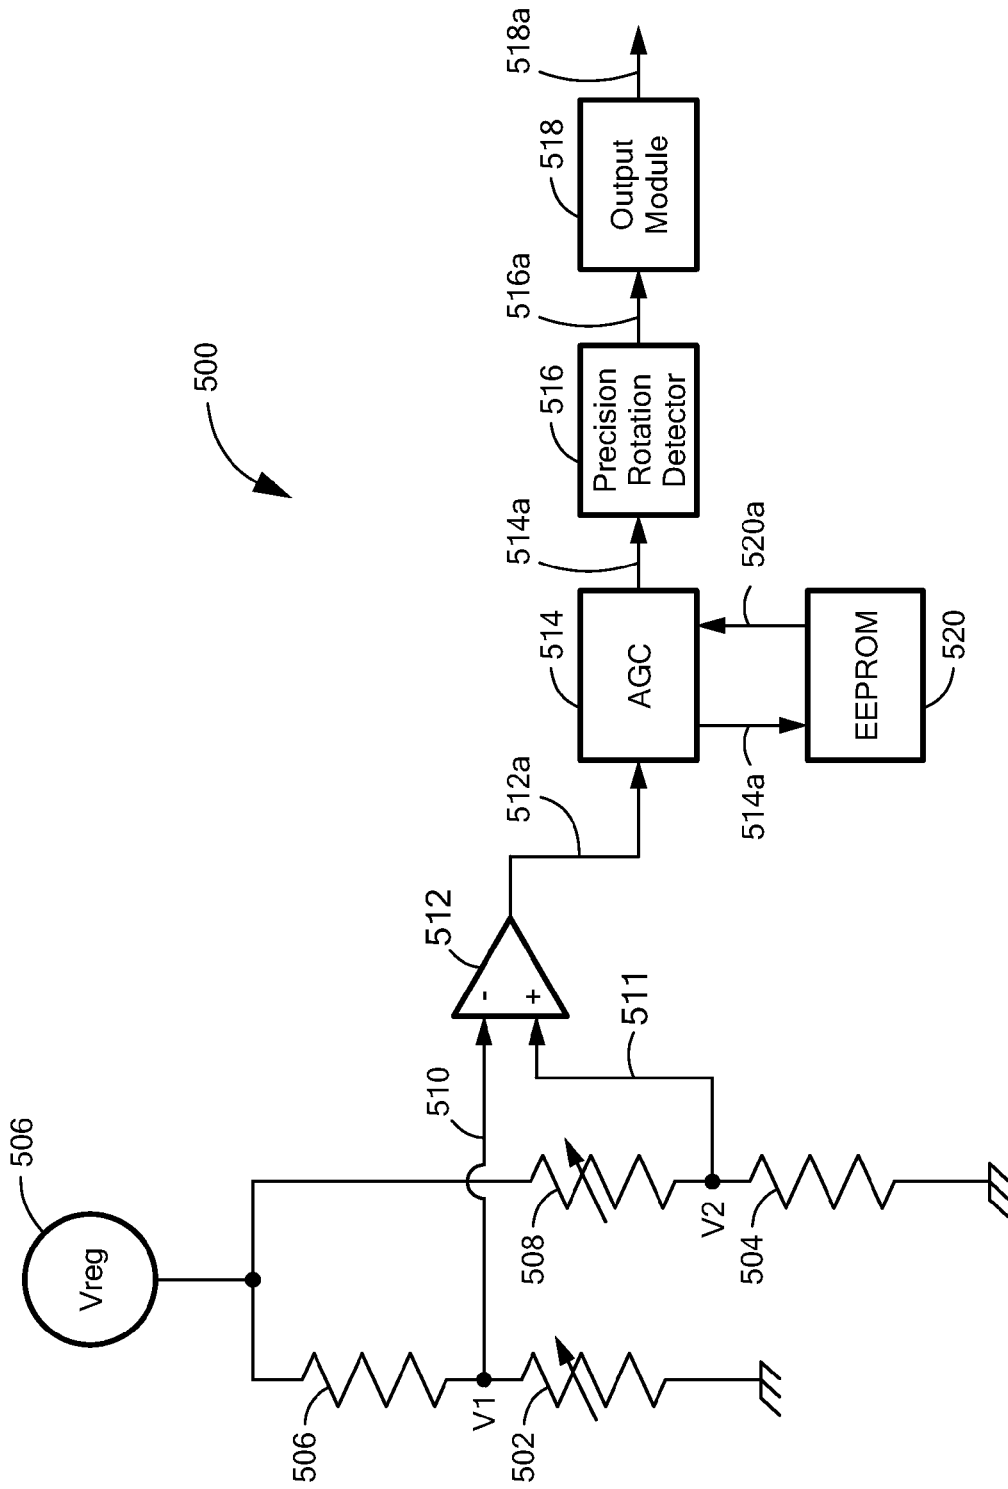 500
506
Vreg
506
V1
502
508
V2
504
510
511
512
-
+
512a
514
AGC
514a
520a
EEPROM
520
514a
516
Precision
Rotation
Detector
516a
518
Output
Module
518a